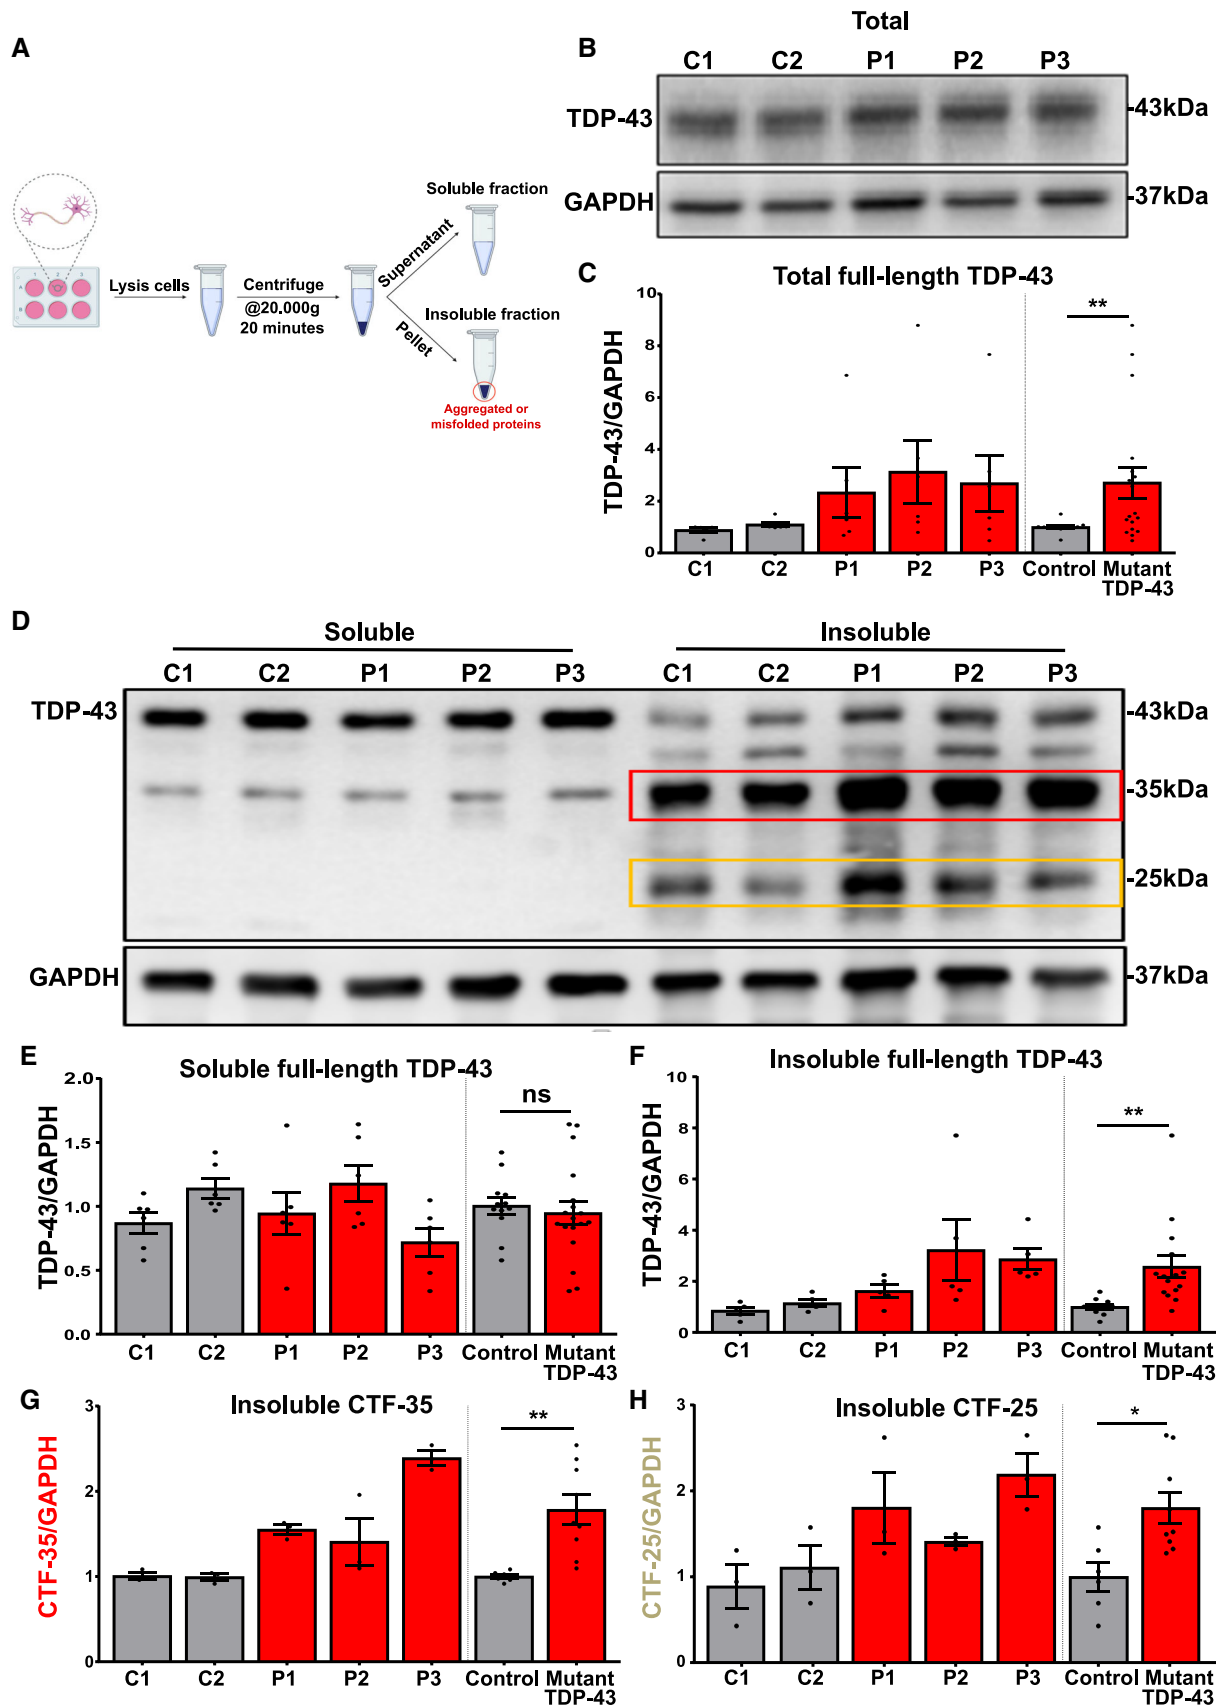 A
Lysis cells
Centrifuge
@20.000g
20 minutes
Supernatant
Pellet
Soluble fraction
Insoluble fraction
Aggregated or
misfolded proteins
B
Total
C1 C2 P1 P2 P3
TDP-43
-43kDa
GAPDH
-37kDa
C
Total full-length TDP-43
TDP-43/GAPDH
10
8
6
4
2
0
**
C1 C2 P1 P2 P3 Control Mutant
TDP-43
D
Soluble Insoluble
C1 C2 P1 P2 P3 C1 C2 P1 P2 P3
TDP-43
-43kDa
-35kDa
-25kDa
GAPDH
-37kDa
E
Soluble full-length TDP-43
TDP-43/GAPDH
2.0
1.5
1.0
0.5
0.0
ns
C1 C2 P1 P2 P3 Control Mutant
TDP-43
F
Insoluble full-length TDP-43
TDP-43/GAPDH
10
8
6
4
2
0
**
C1 C2 P1 P2 P3 Control Mutant
TDP-43
G
Insoluble CTF-35
CTF-35/GAPDH
3
2
1
0
**
C1 C2 P1 P2 P3 Control Mutant
TDP-43
H
Insoluble CTF-25
CTF-25/GAPDH
3
2
1
0
*
C1 C2 P1 P2 P3 Control Mutant
TDP-43